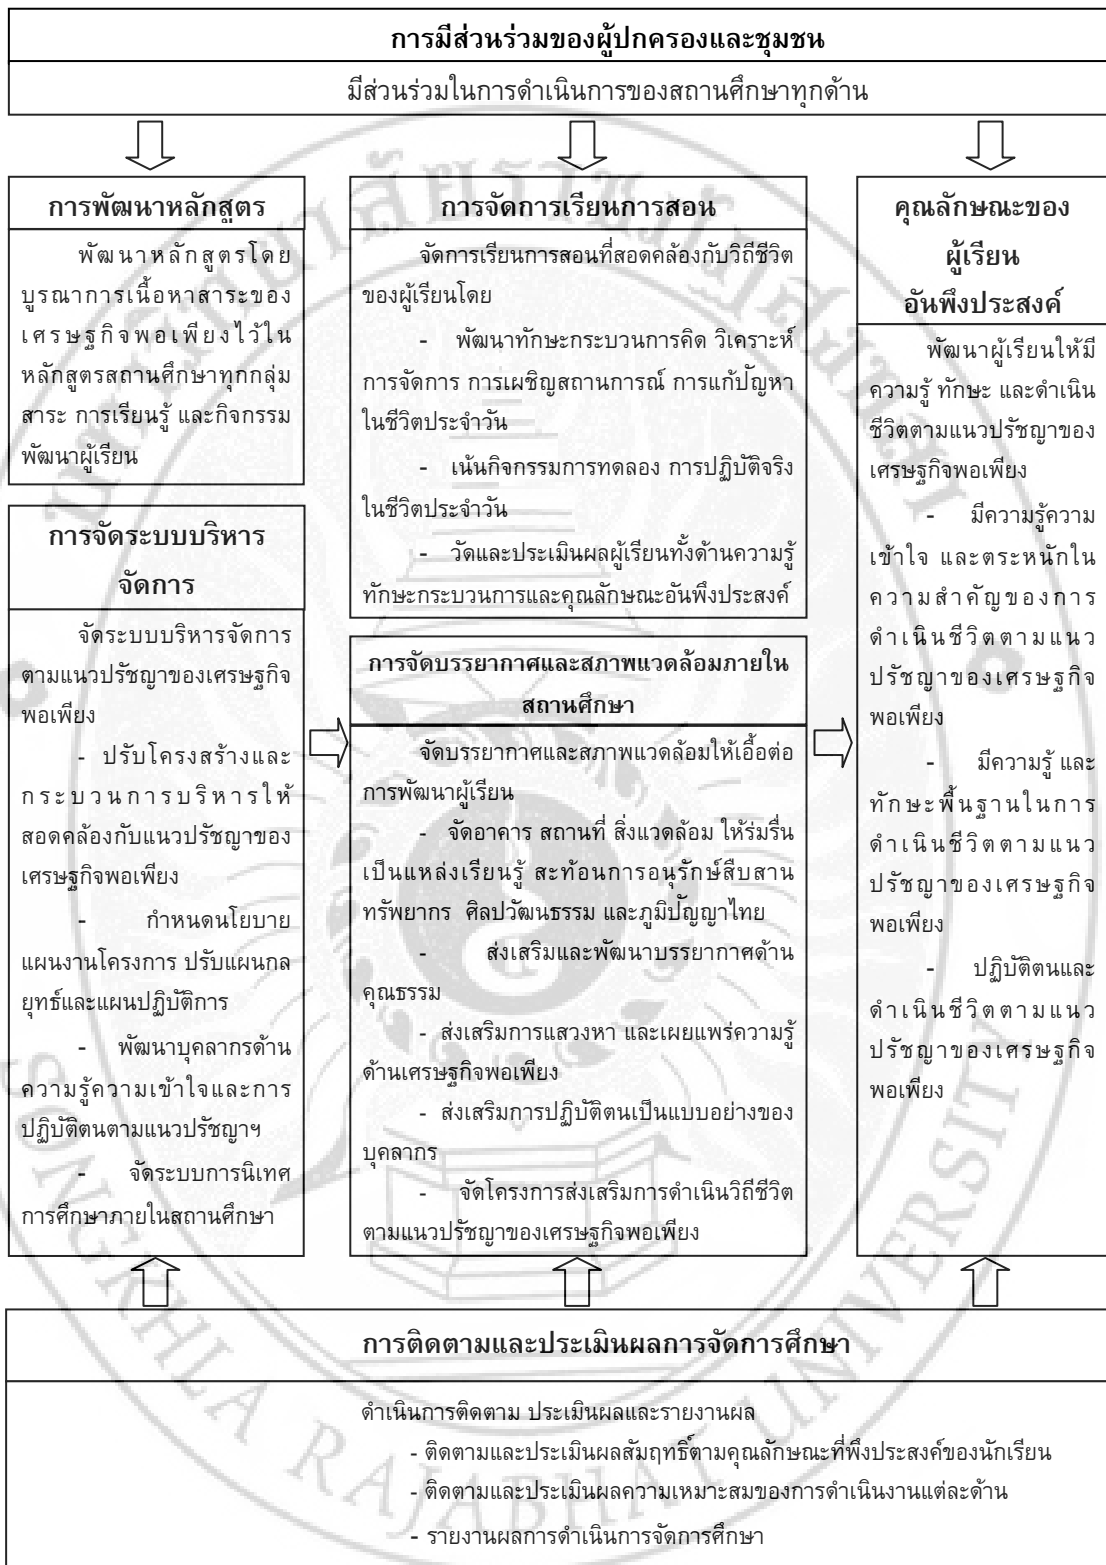 การมีส่วนร่วมของผู้ปกครองและชุมชน
มีส่วนร่วมในการดำเนินการของสถานศึกษาทุกด้าน
การพัฒนาหลักสูตร
พัฒนาหลักสูตรโดย
บูรณาการเนื้อหาสาระของ
เศรษฐกิจพอเพียงไว้ใน
หลักสูตรสถานศึกษาทุกกลุ่ม
สาระ การเรียนรู้ และกิจกรรม
พัฒนาผู้เรียน
การจัดระบบบริหาร
จัดการ
จัดระบบบริหารจัดการ
ตามแนวปรัชญาของเศรษฐกิจ
พอเพียง
- ปรับโครงสร้างและ
กระบวนการบริหารให้
สอดคล้องกับแนวปรัชญาของ
เศรษฐกิจพอเพียง
- กำหนดนโยบาย
แผนงานโครงการ ปรับแผนกล
ยุทธ์และแผนปฏิบัติการ
- พัฒนาบุคลากรด้าน
ความรู้ความเข้าใจและการ
ปฏิบัติตนตามแนวปรัชญาฯ
- จัดระบบการนิเทศ
การศึกษาภายในสถานศึกษา
การจัดการเรียนการสอน
จัดการเรียนการสอนที่สอดคล้องกับวิถีชีวิต
ของผู้เรียนโดย
- พัฒนาทักษะกระบวนการคิด วิเคราะห์
การจัดการ การเผชิญสถานการณ์ การแก้ปัญหา
ในชีวิตประจำวัน
- เน้นกิจกรรมการทดลอง การปฏิบัติจริง
ในชีวิตประจำวัน
- วัดและประเมินผลผู้เรียนทั้งด้านความรู้
ทักษะกระบวนการและคุณลักษณะอันพึงประสงค์
การจัดบรรยากาศและสภาพแวดล้อมภายใน
สถานศึกษา
จัดบรรยากาศและสภาพแวดล้อมให้เอื้อต่อ
การพัฒนาผู้เรียน
- จัดอาคาร สถานที่ สิ่งแวดล้อม ให้ร่มรื่น
เป็นแหล่งเรียนรู้ สะท้อนการอนุรักษ์สืบสาน
ทรัพยากร ศิลปวัฒนธรรม และภูมิปัญญาไทย
- ส่งเสริมและพัฒนาบรรยากาศด้าน
คุณธรรม
- ส่งเสริมการแสวงหา และเผยแพร่ความรู้
ด้านเศรษฐกิจพอเพียง
- ส่งเสริมการปฏิบัติตนเป็นแบบอย่างของ
บุคลากร
- จัดโครงการส่งเสริมการดำเนินวิถีชีวิต
ตามแนวปรัชญาของเศรษฐกิจพอเพียง
คุณลักษณะของ
ผู้เรียน
อันพึงประสงค์
พัฒนาผู้เรียนให้มี
ความรู้ ทักษะ และดำเนิน
ชีวิตตามแนวปรัชญาของ
เศรษฐกิจพอเพียง
- มีความรู้ความ
เข้าใจ และตระหนักใน
ความสำคัญของการ
ดำเนินชีวิตตามแนว
ปรัชญาของเศรษฐกิจ
พอเพียง
- มีความรู้ และ
ทักษะพื้นฐานในการ
ดำเนินชีวิตตามแนว
ปรัชญาของเศรษฐกิจ
พอเพียง
- ปฏิบัติตนและ
ดำเนินชีวิตตามแนว
ปรัชญาของเศรษฐกิจ
พอเพียง
การติดตามและประเมินผลการจัดการศึกษา
ดำเนินการติดตาม ประเมินผลและรายงานผล
- ติดตามและประเมินผลสัมฤทธิ์ตามคุณลักษณะที่พึงประสงค์ของนักเรียน
- ติดตามและประเมินผลความเหมาะสมของการดำเนินงานแต่ละด้าน
- รายงานผลการดำเนินการจัดการศึกษา
มหาวิทยาลัยราชภัฏสงขลา
SONGKHLA RAJABHAT UNIVERSITY